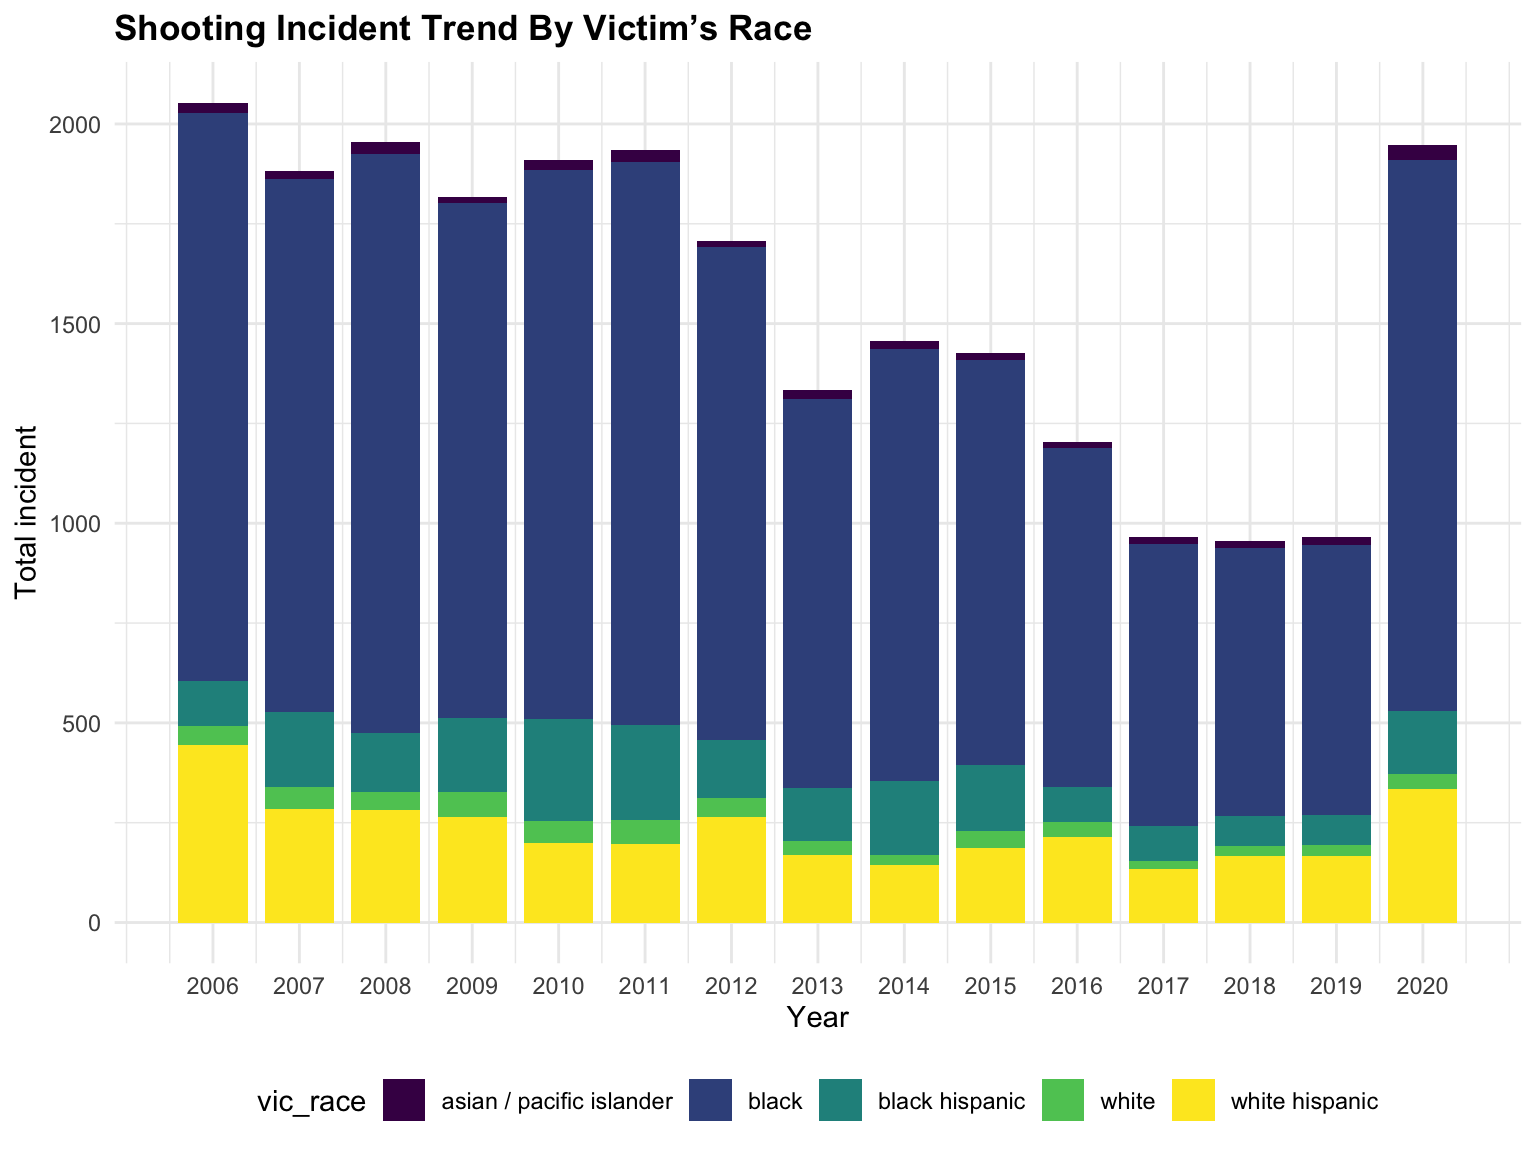 Shooting Incident Trend By Victim’s Race
Total incident
2000
1500
1000
500
0
2006 2007 2008 2009 2010 2011 2012 2013 2014 2015 2016 2017 2018 2019 2020
Year
vic_race asian / pacific islander black black hispanic white white hispanic